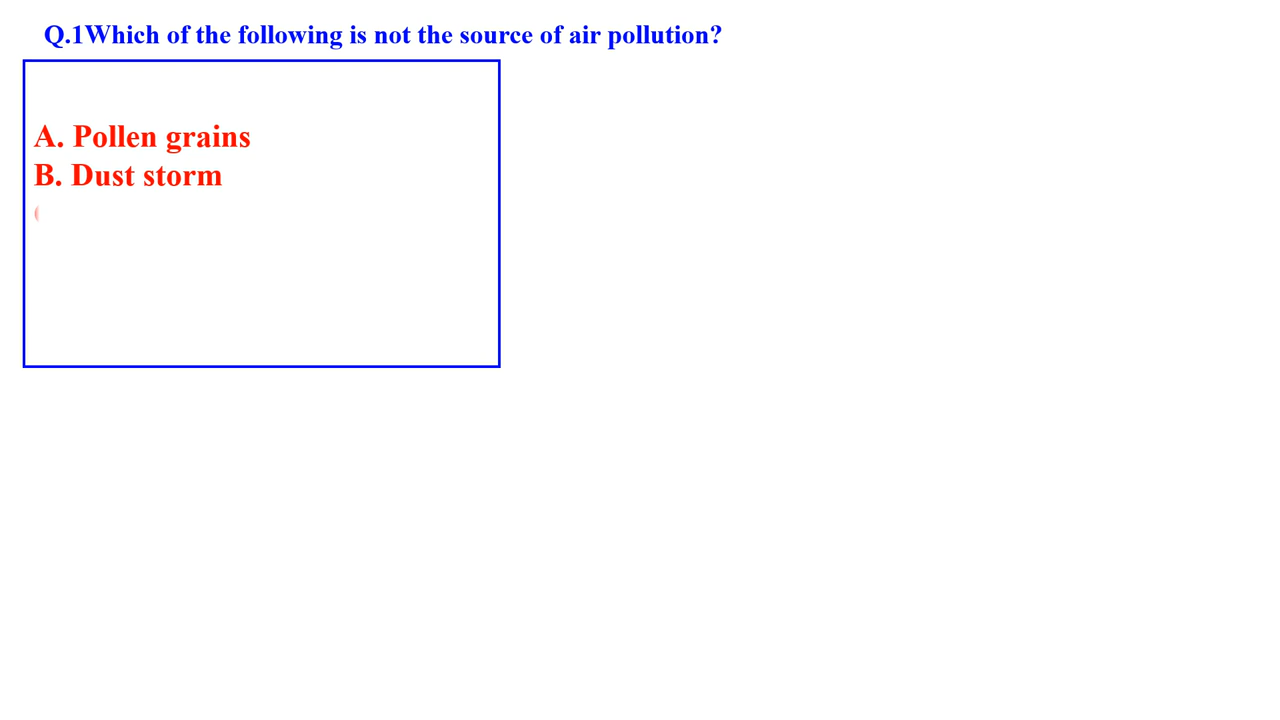 Q.1Which of the following is not the source of air pollution?
A. Pollen grains
B. Dust storm